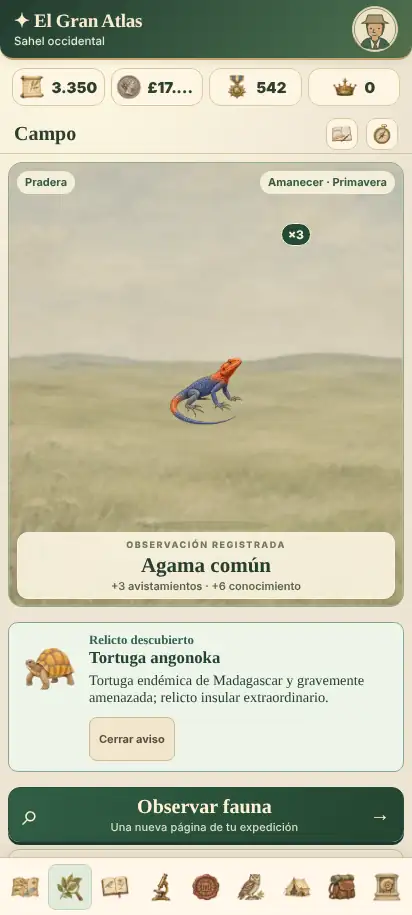 ✦ El Gran Atlas
Sahel occidental
3.350
£17....
542
0
Campo
Pradera
Amanecer · Primavera
×3
OBSERVACIÓN REGISTRADA
Agama común
+3 avistamientos · +6 conocimiento
Relicto descubierto
Tortuga angonoka
Tortuga endémica de Madagascar y gravemente
amenazada; relicto insular extraordinario.
Cerrar aviso
Observar fauna
Una nueva página de tu expedición
→